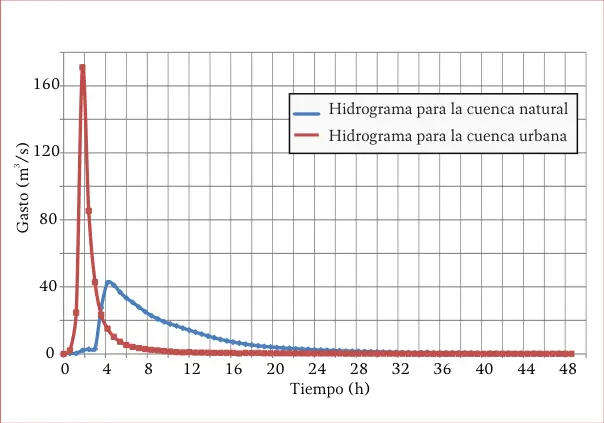 160
120
80
40
0
Gasto (m³/s)
Hidrograma para la cuenca natural
Hidrograma para la cuenca urbana
0 4 8 12 16 20 24 28 32 36 40 44 48
Tiempo (h)